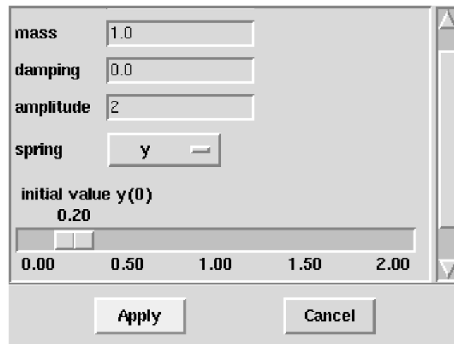 mass 1.0
damping 0.0
amplitude 2
spring y
initial value y(0)
0.20
0.00 0.50 1.00 1.50 2.00
Apply Cancel